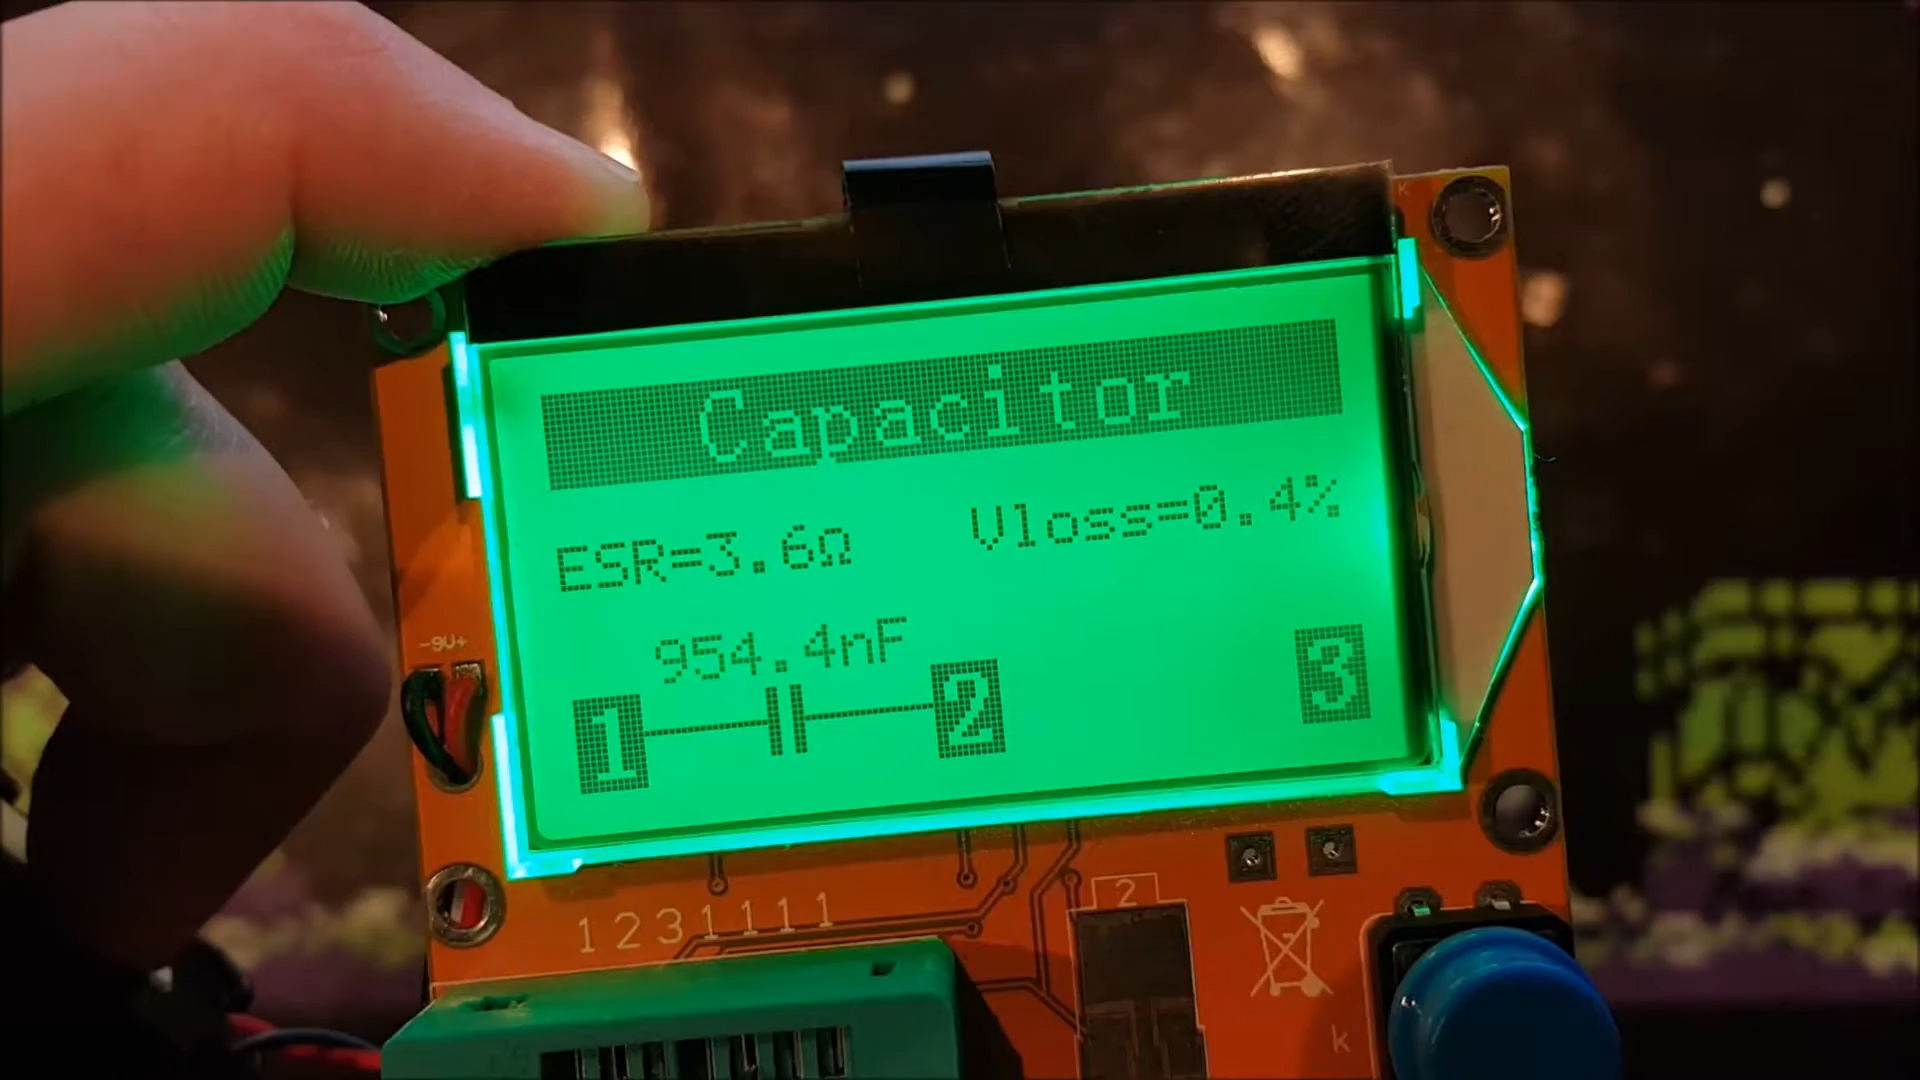 Capacitor
ESR=3.6Ω Vloss=0.4%
954.4nF
1 2 3
-9V+
1231111
2
K
K